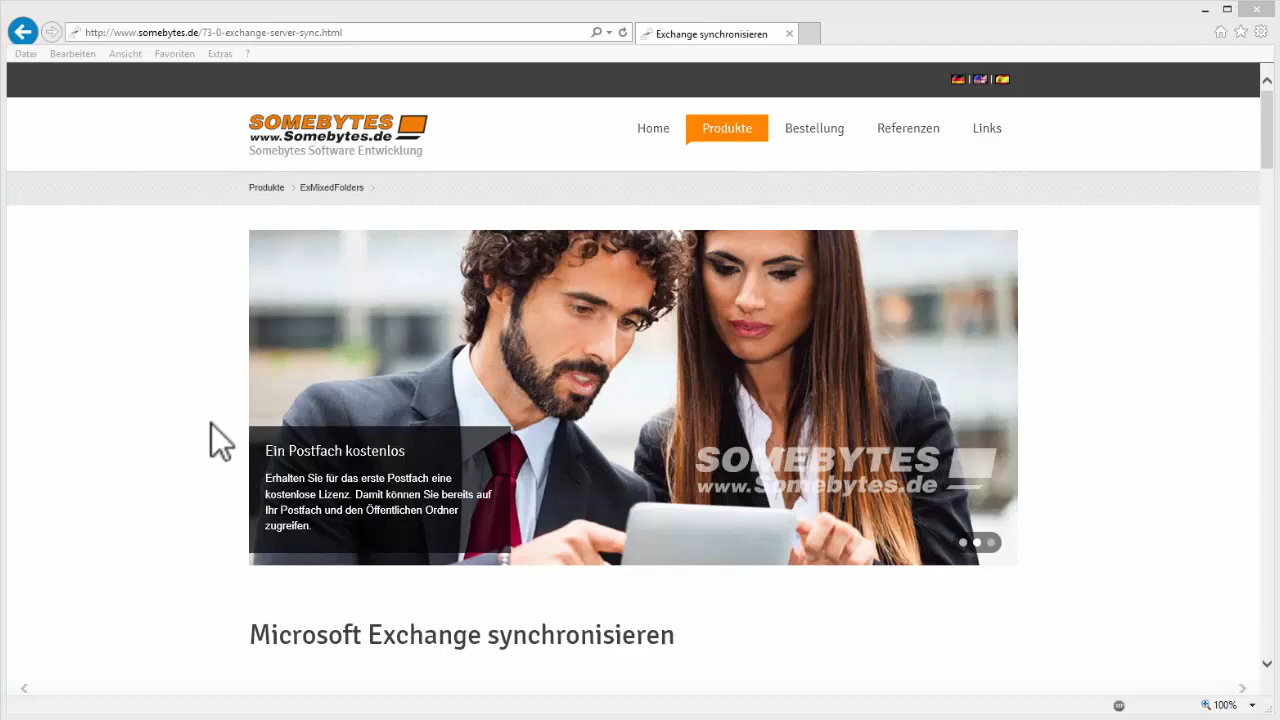 http://www.somebytes.de/73-0-exchange-server-sync.html
Exchange synchronisieren
Datei Bearbeiten Ansicht Favoriten Extras ?
SOMEBYTES
www.Somebytes.de
Somebytes Software Entwicklung
Home Produkte Bestellung Referenzen Links
Produkte ExMixedFolders
Ein Postfach kostenlos
Erhalten Sie für das erste Postfach eine
kostenlose Lizenz. Damit können Sie bereits auf
Ihr Postfach und den Öffentlichen Ordner
zugreifen.
SOMEBYTES
www.Somebytes.de
Microsoft Exchange synchronisieren
100%